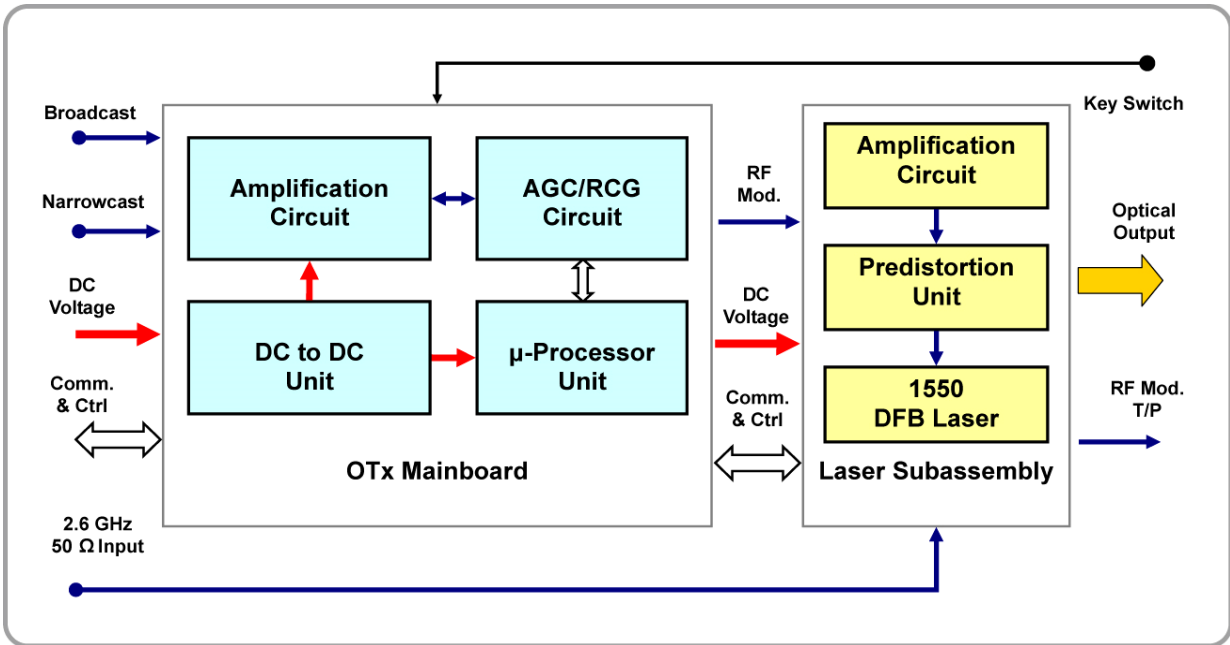 Broadcast
Narrowcast
DC
Voltage
Comm.
& Ctrl
2.6 GHz
50 Ω Input
Amplification
Circuit
AGC/RCG
Circuit
DC to DC
Unit
µ-Processor
Unit
OTx Mainboard
RF
Mod.
DC
Voltage
Comm.
& Ctrl
Amplification
Circuit
Predistortion
Unit
1550
DFB Laser
Laser Subassembly
Key Switch
Optical
Output
RF Mod.
T/P